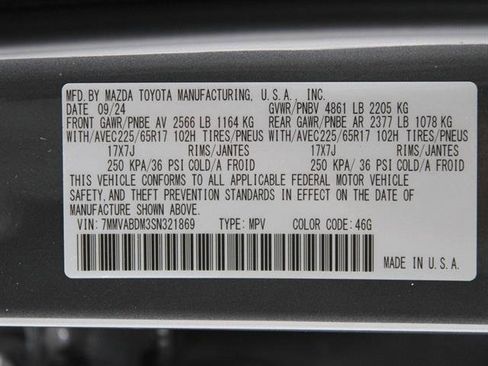 MFD.BY MAZDA TOYOTA MANUFACTURING, U.S.A., INC.
DATE 09/24 GVWR/PNBV 4861 LB 2205 KG
FRONT GAWR/PNBE AV 2566 LB 1164 KG REAR GAWR/PNBE AR 2377 LB 1078 KG
WITH/AVEC225/65R17 102H TIRES/PNEUS WITH/AVEC225/65R17 102H TIRES/PNEUS
17X7J RIMS/JANTES 17X7J RIMS/JANTES
250 KPA/36 PSI COLD/A FROID 250 KPA/36 PSI COLD/A FROID
THIS VEHICLE CONFORMS TO ALL APPLICABLE FEDERAL MOTOR VEHICLE
SAFETY, AND THEFT PREVENTION STANDARDS IN EFFECT ON THE DATE OF
MANUFACTURE SHOWN ABOVE.
VIN: 7MMVABDM3SN321869 TYPE: MPV COLOR CODE: 46G
MADE IN U.S.A.